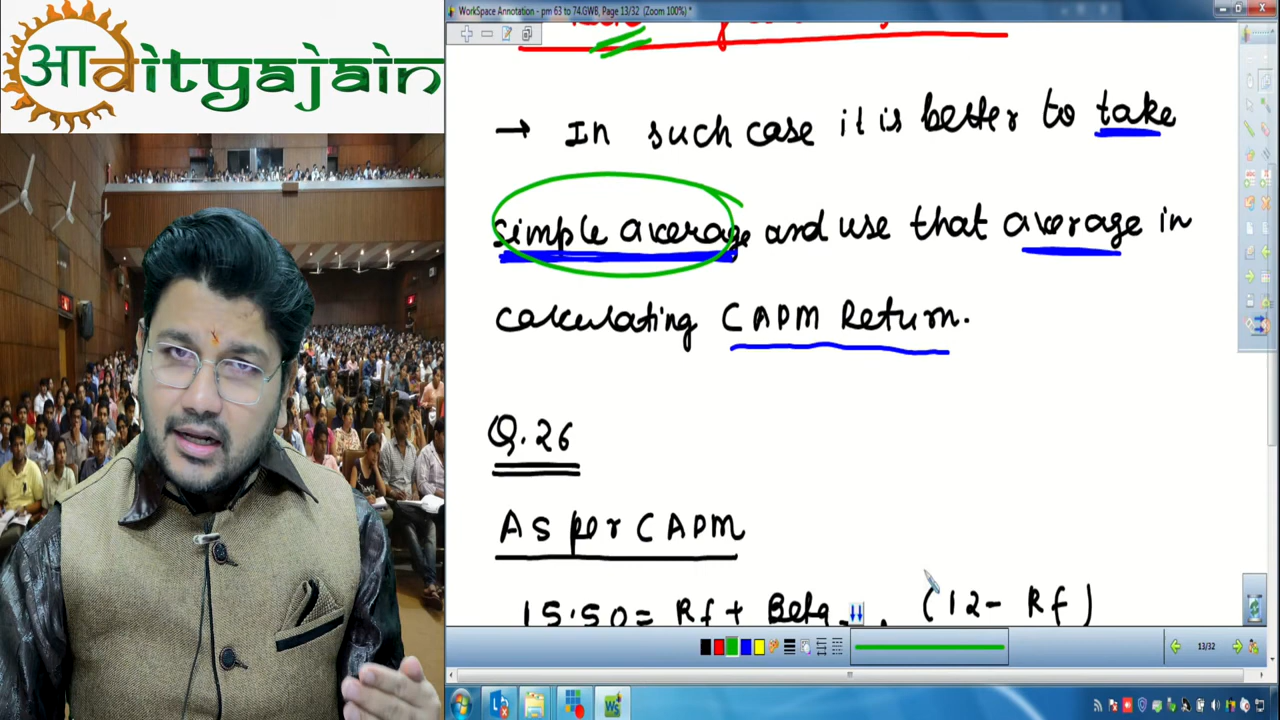 WorkSpace Annotation - pm 63 to 74.GWB, Page 13/32 (Zoom 100%) *
आdityajain
→ In such case it is better to take
simple average and use that average in
calculating CAPM Return.
Q.26
As per CAPM
15.50 = Rf + Beta . (12 - Rf)
13/32